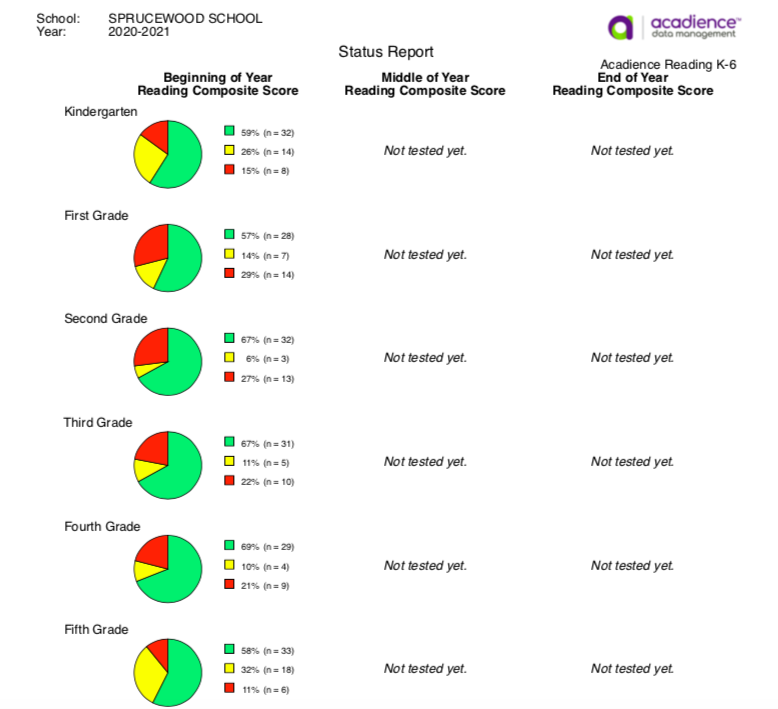 School: SPRUCEWOOD SCHOOL
Year: 2020-2021
acadience™
data management
Status Report
Acadience Reading K-6
Beginning of Year Middle of Year End of Year
Reading Composite Score Reading Composite Score Reading Composite Score
Kindergarten
59% (n = 32)
26% (n = 14) Not tested yet. Not tested yet.
15% (n = 8)
First Grade
57% (n = 28)
14% (n = 7) Not tested yet. Not tested yet.
29% (n = 14)
Second Grade
67% (n = 32)
6% (n = 3) Not tested yet. Not tested yet.
27% (n = 13)
Third Grade
67% (n = 31)
11% (n = 5) Not tested yet. Not tested yet.
22% (n = 10)
Fourth Grade
69% (n = 29)
10% (n = 4) Not tested yet. Not tested yet.
21% (n = 9)
Fifth Grade
58% (n = 33)
32% (n = 18) Not tested yet. Not tested yet.
11% (n = 6)